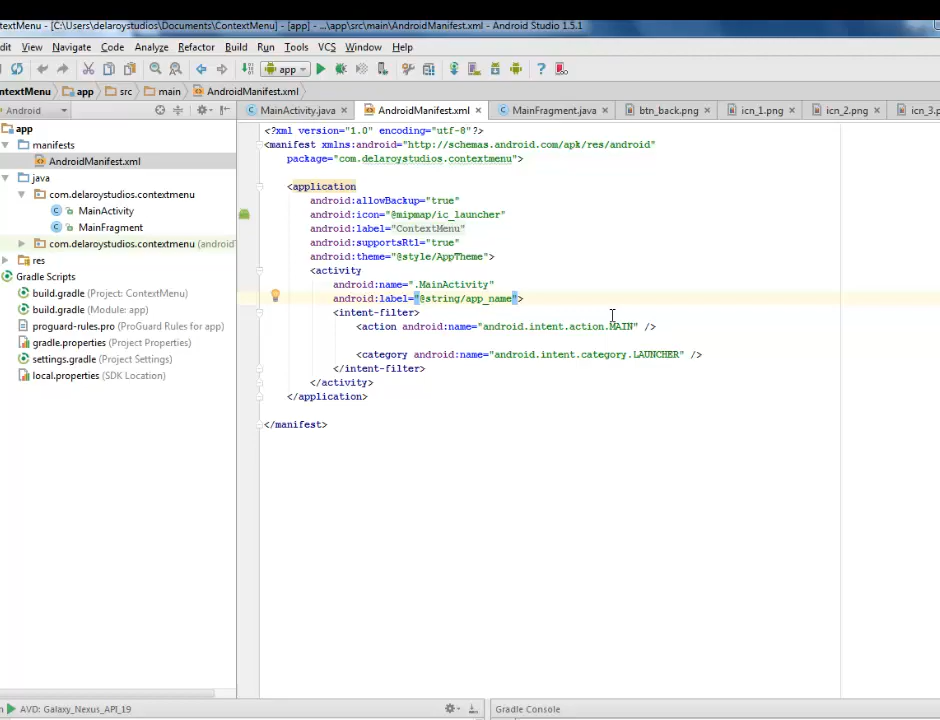 ntextMenu - [C:\Users\delaroystudios\Documents\ContextMenu] - [app] - ...\app\src\main\AndroidManifest.xml - Android Studio 1.5.1
dit View Navigate Code Analyze Refactor Build Run Tools VCS Window Help
app
ntextMenu app src main AndroidManifest.xml
Android MainActivity.java AndroidManifest.xml MainFragment.java btn_back.png icn_1.png icn_2.png icn_3.p
app
manifests
AndroidManifest.xml
java
com.delaroystudios.contextmenu
MainActivity
MainFragment
com.delaroystudios.contextmenu (android
res
Gradle Scripts
build.gradle (Project: ContextMenu)
build.gradle (Module: app)
proguard-rules.pro (ProGuard Rules for app)
gradle.properties (Project Properties)
settings.gradle (Project Settings)
local.properties (SDK Location)
<?xml version="1.0" encoding="utf-8"?>
<manifest xmlns:android="http://schemas.android.com/apk/res/android"
package="com.delaroystudios.contextmenu">
<application
android:allowBackup="true"
android:icon="@mipmap/ic_launcher"
android:label="ContextMenu"
android:supportsRtl="true"
android:theme="@style/AppTheme">
<activity
android:name=".MainActivity"
android:label="@string/app_name">
<intent-filter>
<action android:name="android.intent.action.MAIN" />
<category android:name="android.intent.category.LAUNCHER" />
</intent-filter>
</activity>
</application>
</manifest>
AVD: Galaxy_Nexus_API_19 Gradle Console